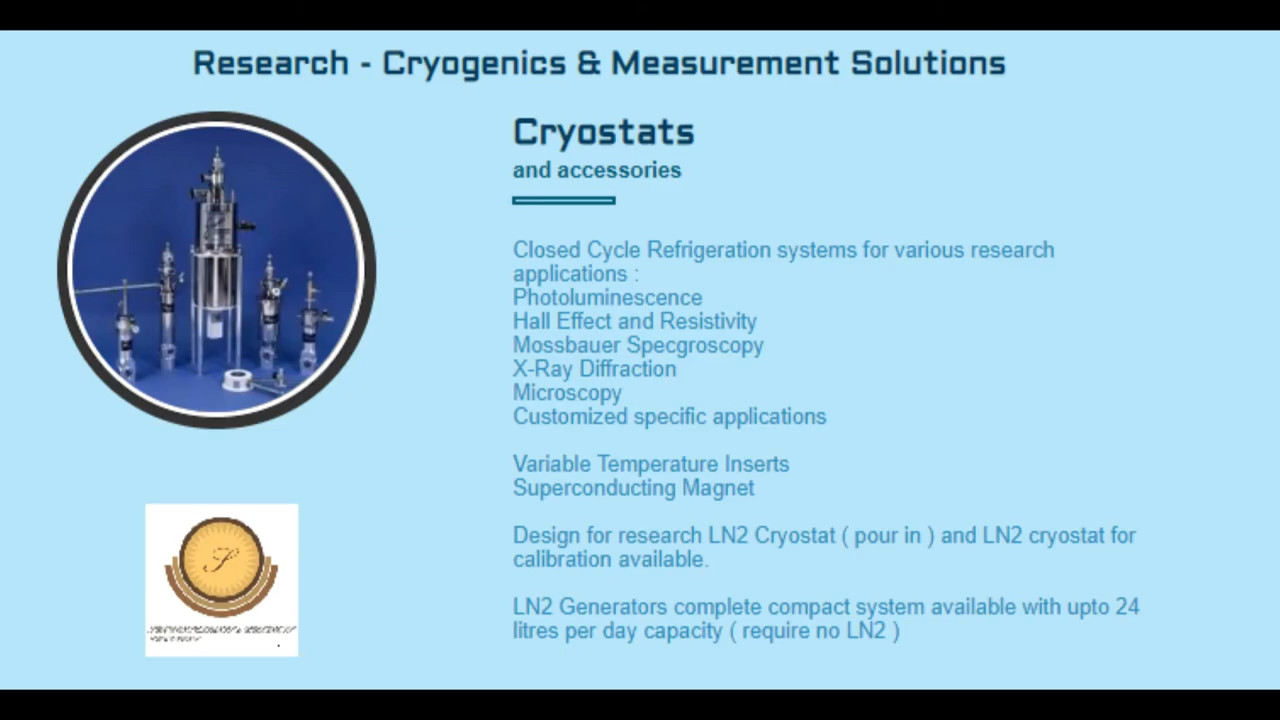 Research - Cryogenics & Measurement Solutions
Cryostats
and accessories
Closed Cycle Refrigeration systems for various research
applications :
Photoluminescence
Hall Effect and Resistivity
Mossbauer Specgroscopy
X-Ray Diffraction
Microscopy
Customized specific applications
Variable Temperature Inserts
Superconducting Magnet
Design for research LN2 Cryostat ( pour in ) and LN2 cryostat for
calibration available.
LN2 Generators complete compact system available with upto 24
litres per day capacity ( require no LN2 )
S